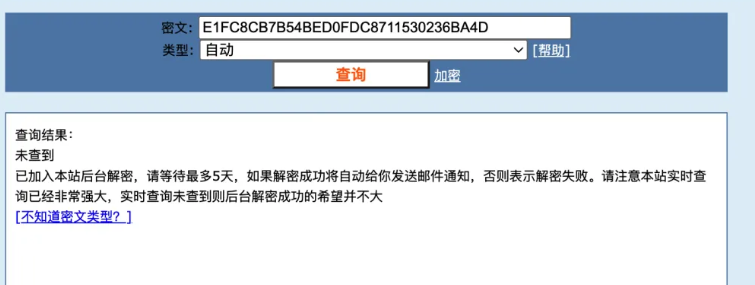 密文：E1FC8CB7B54BED0FDC8711530236BA4D
类型：自动 [帮助]
查询 加密
查询结果：
未查到
已加入本站后台解密，请等待最多5天，如果解密成功将自动给你发送邮件通知，否则表示解密失败。请注意本站实时查
询已经非常强大，实时查询未查到则后台解密成功的希望并不大
[不知道密文类型？]